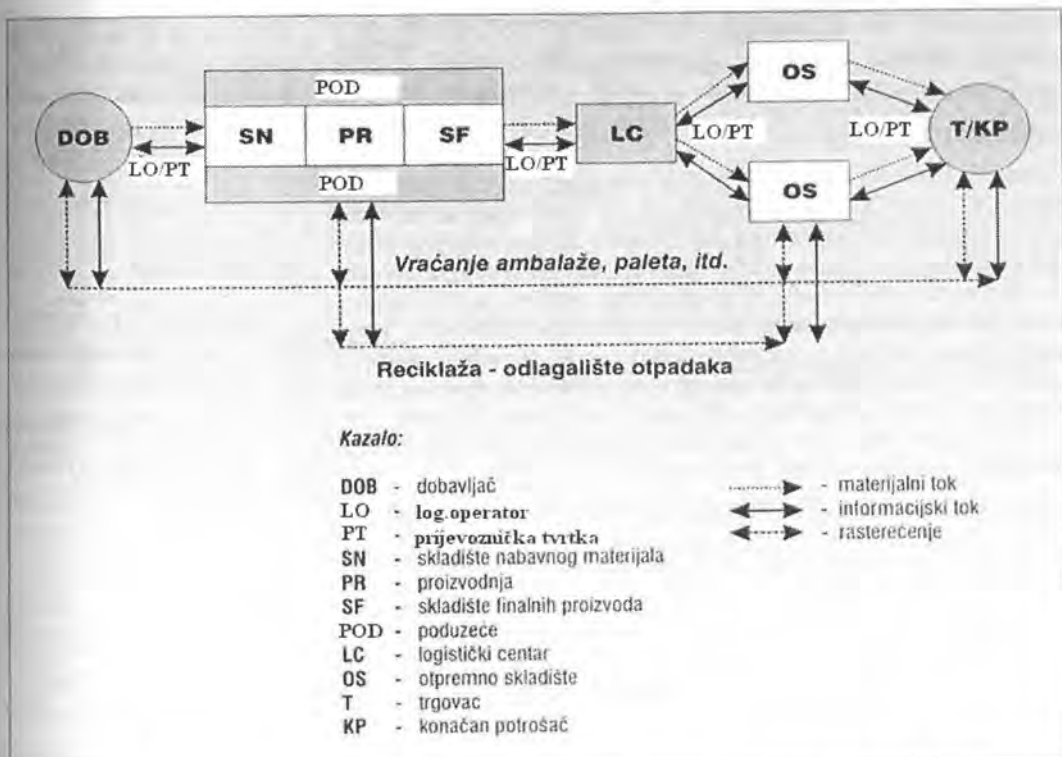 POD
OS
DOB
SN PR SF
LC
LO/PT
LO/PT
T/KP
LO/PT
LO/PT
POD
OS
Vraćanje ambalaže, paleta, itd.
Reciklaža - odlagalište otpadaka
Kazalo:
DOB - dobavljač
LO - log.operator
PT - prijevoznička tvrtka
SN - skladište nabavnog materijala
PR - proizvodnja
SF - skladište finalnih proizvoda
POD - poduzeće
LC - logistički centar
OS - otpremno skladište
T - trgovac
KP - konačan potrošač
- materijalni tok
- informacijski tok
- rasterećenje